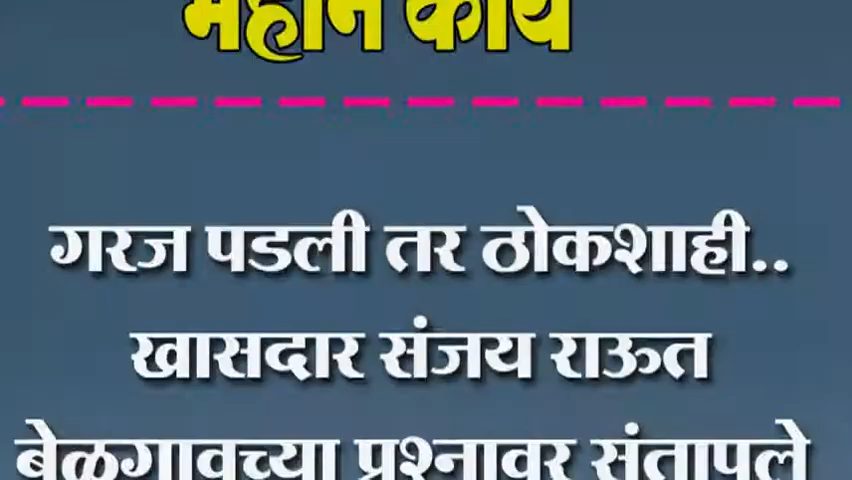 महान कार्य
गरज पडली तर ठोकशाही..
खासदार संजय राऊत
बेळगावच्या प्रश्नावर संतापले